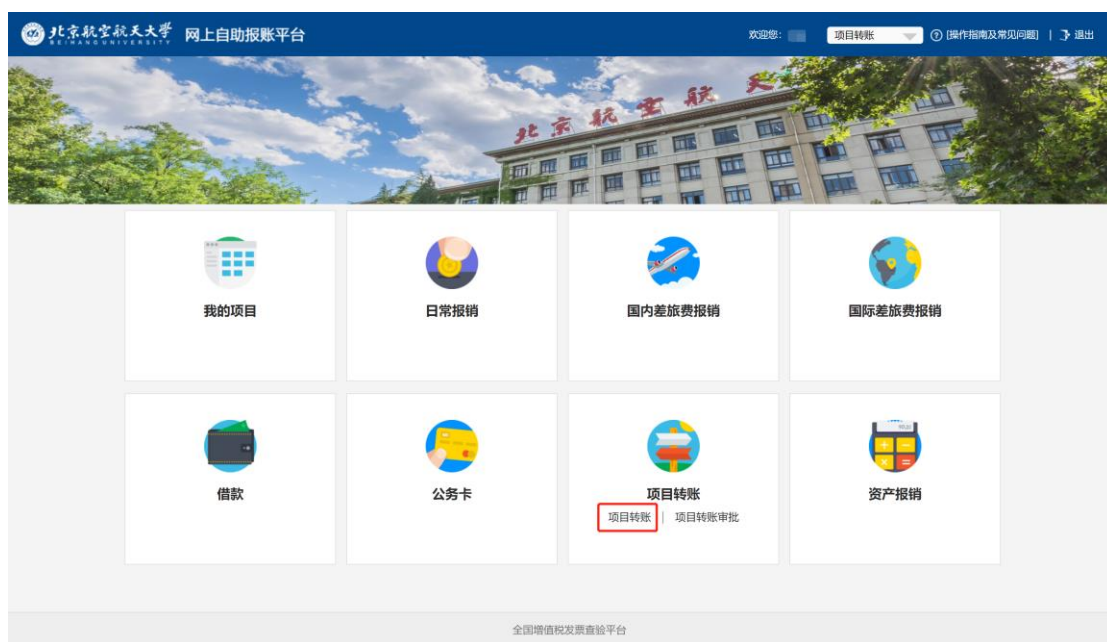 北京航空航天大学 网上自助报账平台 欢迎您: 项目转账 ? [操作指南及常见问题] | 退出
BEIHANG UNIVERSITY
北京航空航天
我的项目 日常报销 国内差旅费报销 国际差旅费报销
借款 公务卡 项目转账 资产报销
项目转账 | 项目转账审批
全国增值税发票查验平台